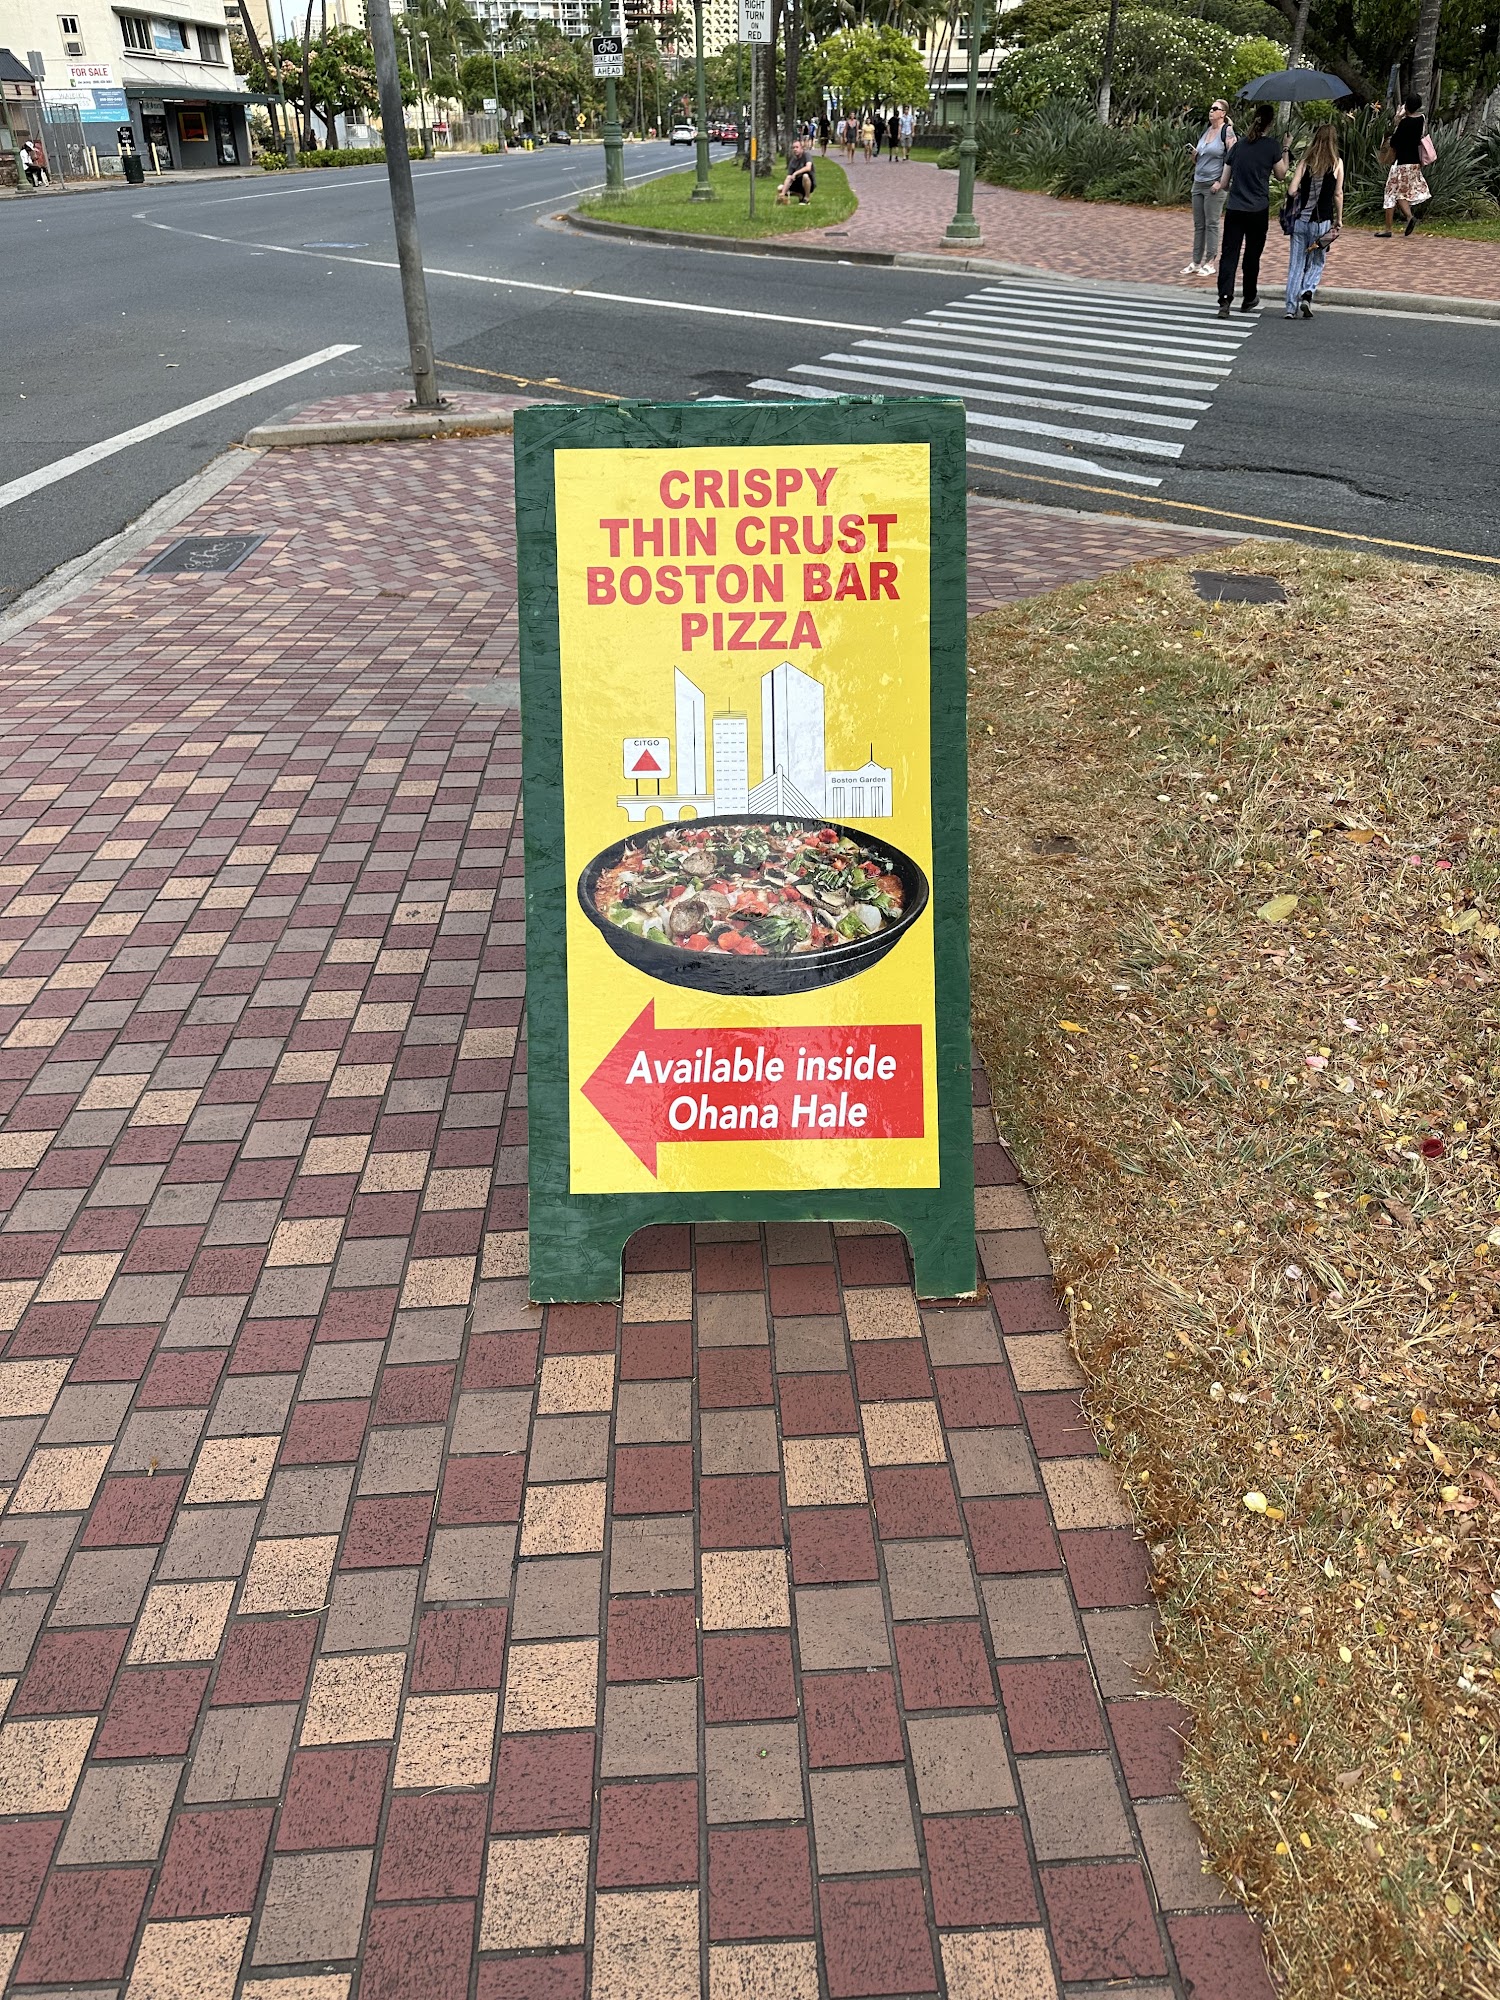 FOR SALE
BIKE LANE
AHEAD
RIGHT
TURN
ON
RED
CRISPY
THIN CRUST
BOSTON BAR
PIZZA
CITGO
Boston Garden
Available inside
Ohana Hale